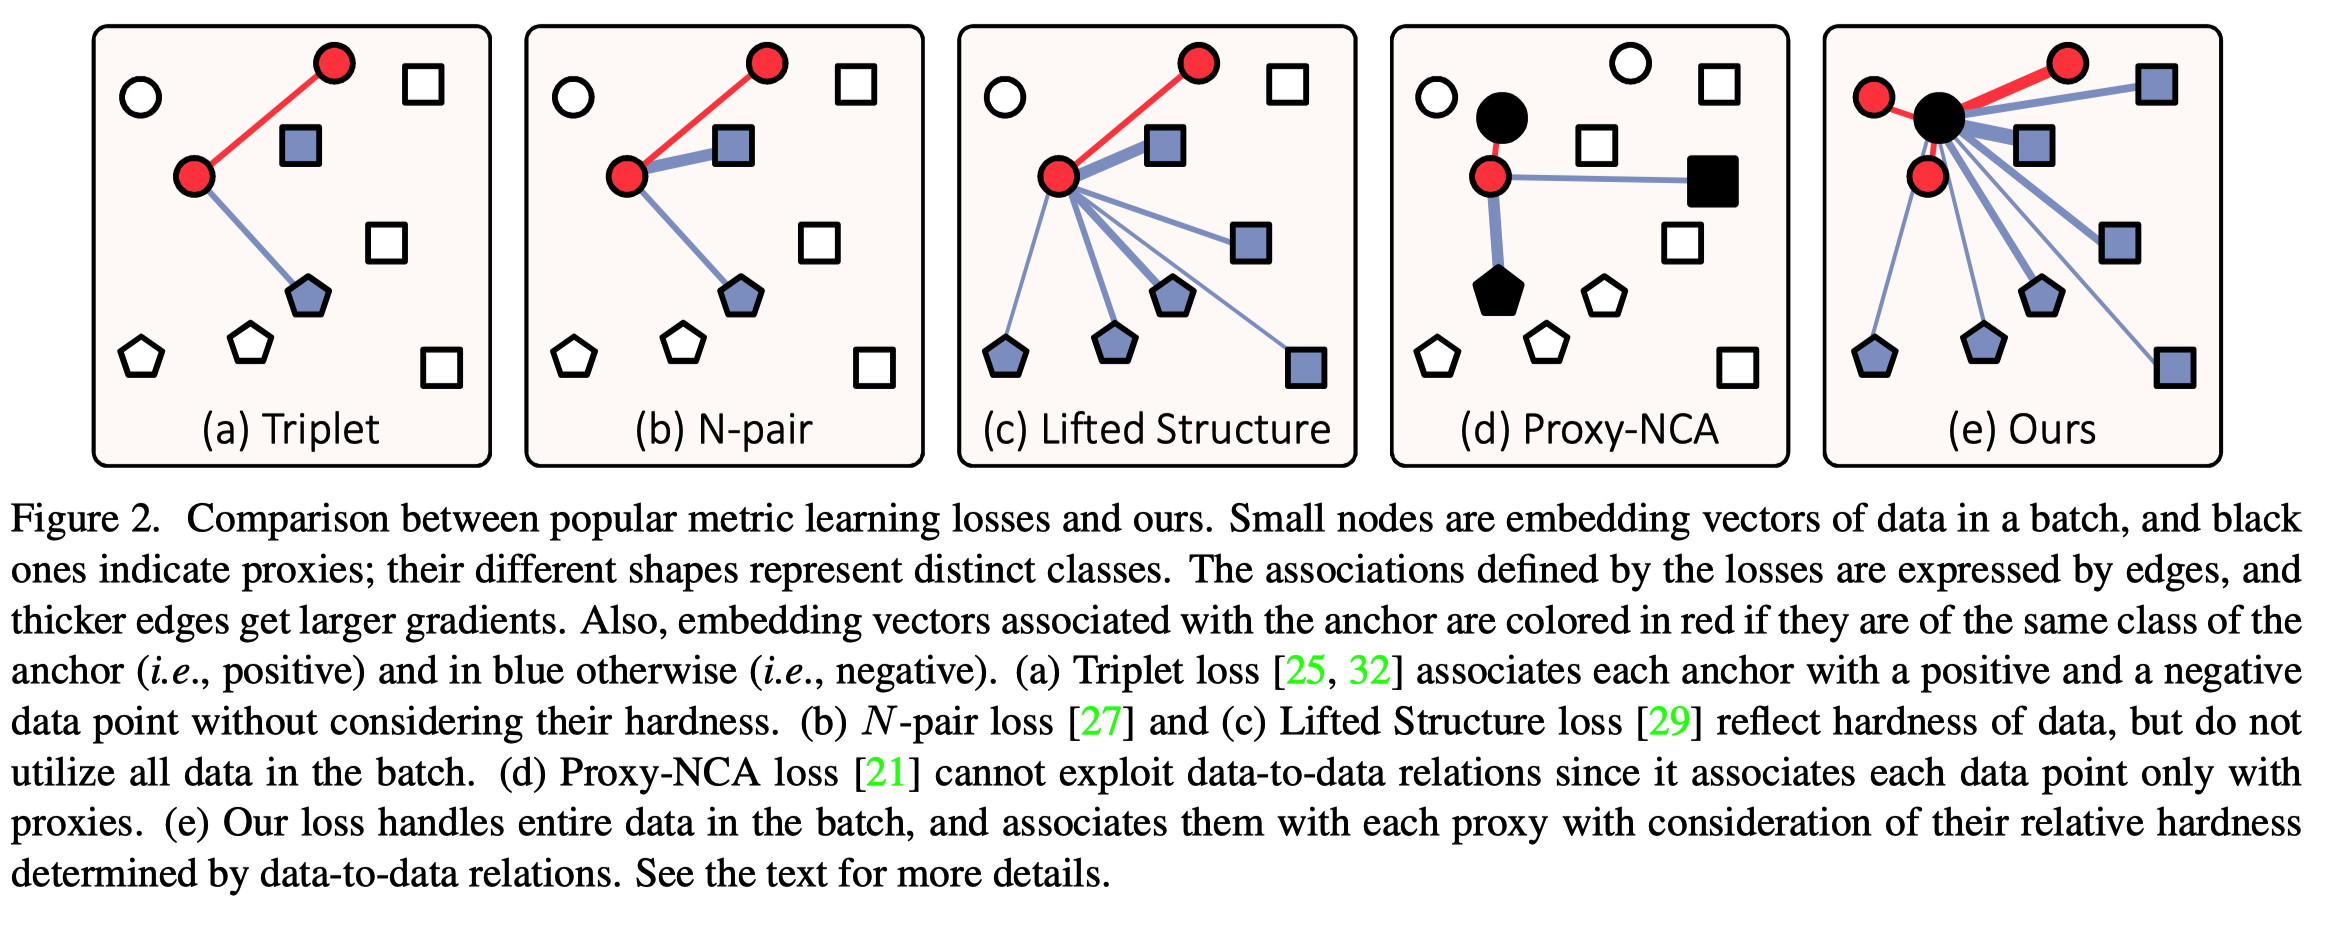 (a) Triplet
(b) N-pair
(c) Lifted Structure
(d) Proxy-NCA
(e) Ours
Figure 2. Comparison between popular metric learning losses and ours. Small nodes are embedding vectors of data in a batch, and black
ones indicate proxies; their different shapes represent distinct classes. The associations defined by the losses are expressed by edges, and
thicker edges get larger gradients. Also, embedding vectors associated with the anchor are colored in red if they are of the same class of the
anchor (i.e., positive) and in blue otherwise (i.e., negative). (a) Triplet loss [25, 32] associates each anchor with a positive and a negative
data point without considering their hardness. (b) N-pair loss [27] and (c) Lifted Structure loss [29] reflect hardness of data, but do not
utilize all data in the batch. (d) Proxy-NCA loss [21] cannot exploit data-to-data relations since it associates each data point only with
proxies. (e) Our loss handles entire data in the batch, and associates them with each proxy with consideration of their relative hardness
determined by data-to-data relations. See the text for more details.